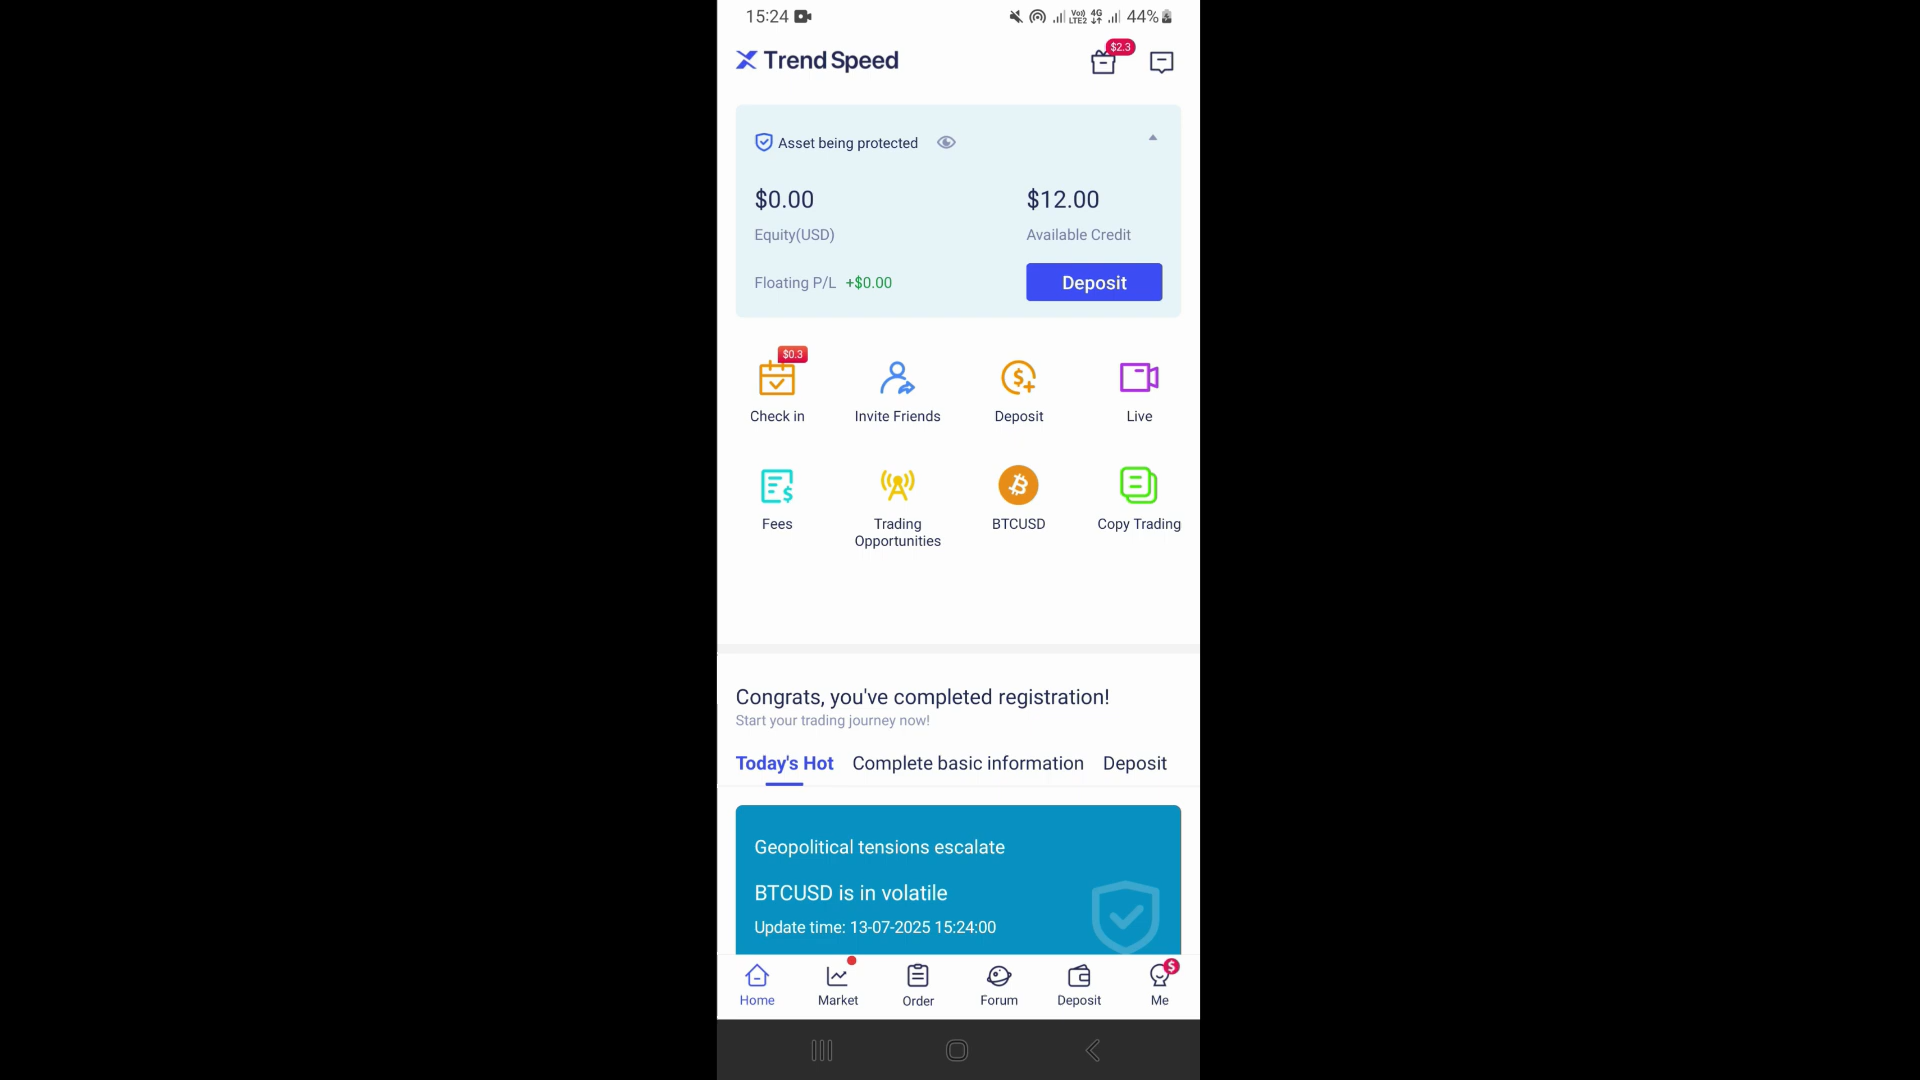 15:24 Vo)) LTE2 4G 44%
Trend Speed $2.3
Asset being protected
$0.00 $12.00
Equity(USD) Available Credit
Floating P/L +$0.00 Deposit
$0.3
Check in Invite Friends Deposit Live
Fees Trading Opportunities BTCUSD Copy Trading
Congrats, you've completed registration!
Start your trading journey now!
Today's Hot Complete basic information Deposit
Geopolitical tensions escalate
BTCUSD is in volatile
Update time: 13-07-2025 15:24:00
$
Home Market Order Forum Deposit Me